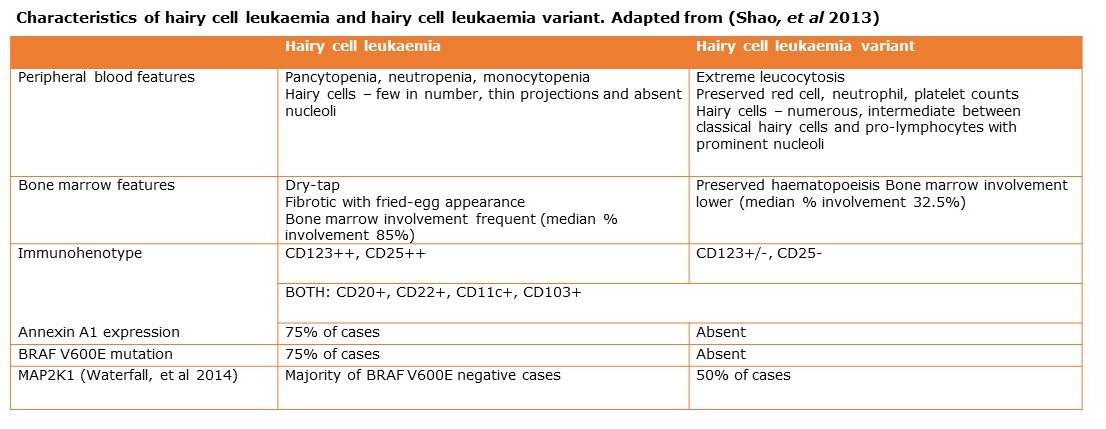 Characteristics of hairy cell leukaemia and hairy cell leukaemia variant. Adapted from (Shao, et al 2013)
Hairy cell leukaemia
Hairy cell leukaemia variant
Peripheral blood features
Pancytopenia, neutropenia, monocytopenia
Hairy cells – few in number, thin projections and absent
nucleoli
Extreme leucocytosis
Preserved red cell, neutrophil, platelet counts
Hairy cells – numerous, intermediate between
classical hairy cells and pro-lymphocytes with
prominent nucleoli
Bone marrow features
Dry-tap
Fibrotic with fried-egg appearance
Bone marrow involvement frequent (median %
involvement 85%)
Preserved haematopoeisis Bone marrow involvement
lower (median % involvement 32.5%)
Immunohenotype
CD123++, CD25++
CD123+/-, CD25-
BOTH: CD20+, CD22+, CD11c+, CD103+
Annexin A1 expression
75% of cases
Absent
BRAF V600E mutation
75% of cases
Absent
MAP2K1 (Waterfall, et al 2014)
Majority of BRAF V600E negative cases
50% of cases